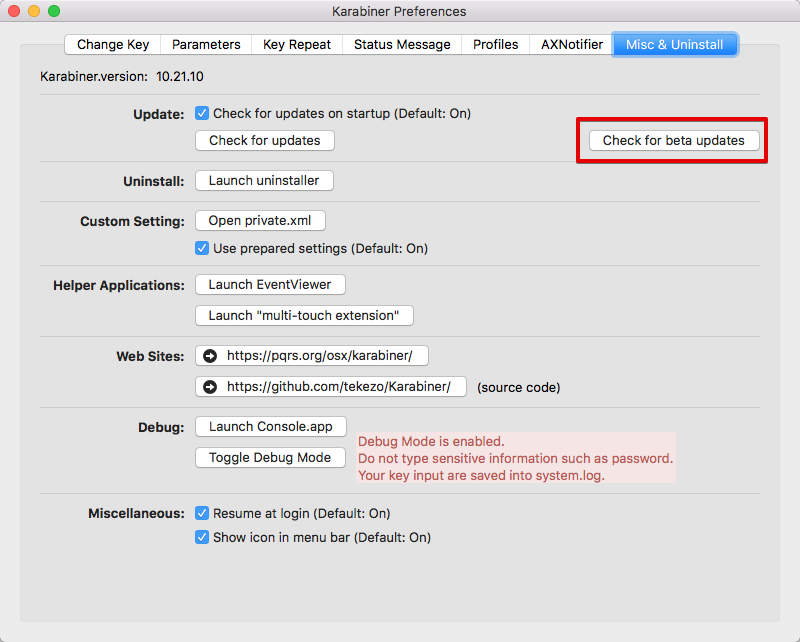 Karabiner Preferences
Change Key Parameters Key Repeat Status Message Profiles AXNotifier Misc & Uninstall
Karabiner.version: 10.21.10
Update: Check for updates on startup (Default: On)
Check for updates Check for beta updates
Uninstall: Launch uninstaller
Custom Setting: Open private.xml
Use prepared settings (Default: On)
Helper Applications: Launch EventViewer
Launch "multi-touch extension"
Web Sites: https://pqrs.org/osx/karabiner/
https://github.com/tekezo/Karabiner/ (source code)
Debug: Launch Console.app
Debug Mode is enabled.
Toggle Debug Mode Do not type sensitive information such as password.
Your key input are saved into system.log.
Miscellaneous: Resume at login (Default: On)
Show icon in menu bar (Default: On)